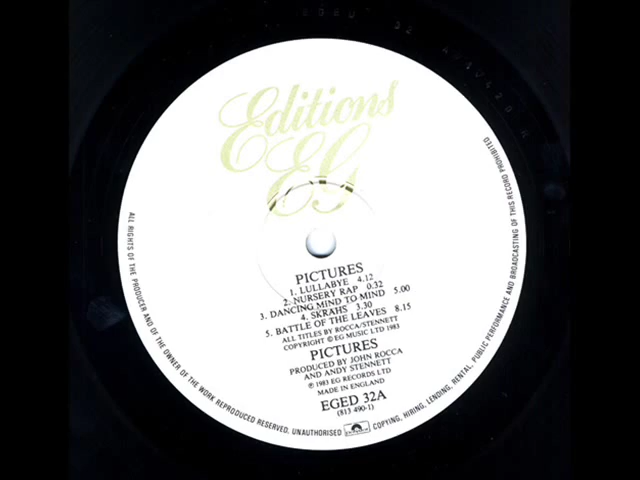 Editions
EG
PICTURES
1. LULLABYE 4.12
2. NURSERY RAP 0.32
3. DANCING MIND TO MIND 5.00
4. SKRAHS 3.30
5. BATTLE OF THE LEAVES 8.15
ALL TITLES BY ROCCA/STENNETT
COPYRIGHT © EG MUSIC LTD 1983
PICTURES
PRODUCED BY JOHN ROCCA
AND ANDY STENNETT
℗ 1983 EG RECORDS LTD
MADE IN ENGLAND
EGED 32A
(813 490-1)
ALL RIGHTS OF THE PRODUCER AND OF THE OWNER OF THE WORK REPRODUCED RESERVED, UNAUTHORISED COPYING, HIRING, LENDING, RENTAL, PUBLIC PERFORMANCE AND BROADCASTING OF THIS RECORD PROHIBITED